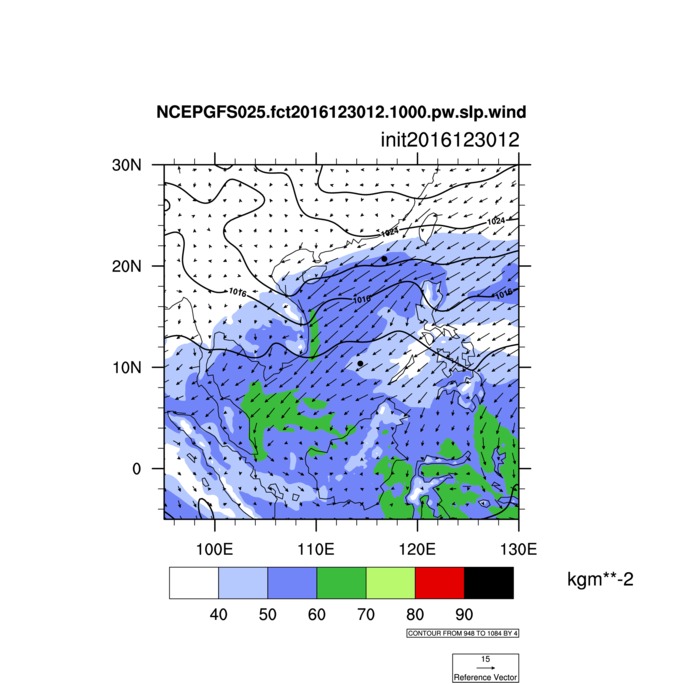 NCEPGFS025.fct2016123012.1000.pw.slp.wind
init2016123012
30N
20N
10N
0
1024
1024
1016
1016
1016
100E 110E 120E 130E
kgm**-2
40 50 60 70 80 90
CONTOUR FROM 948 TO 1084 BY 4
15
Reference Vector